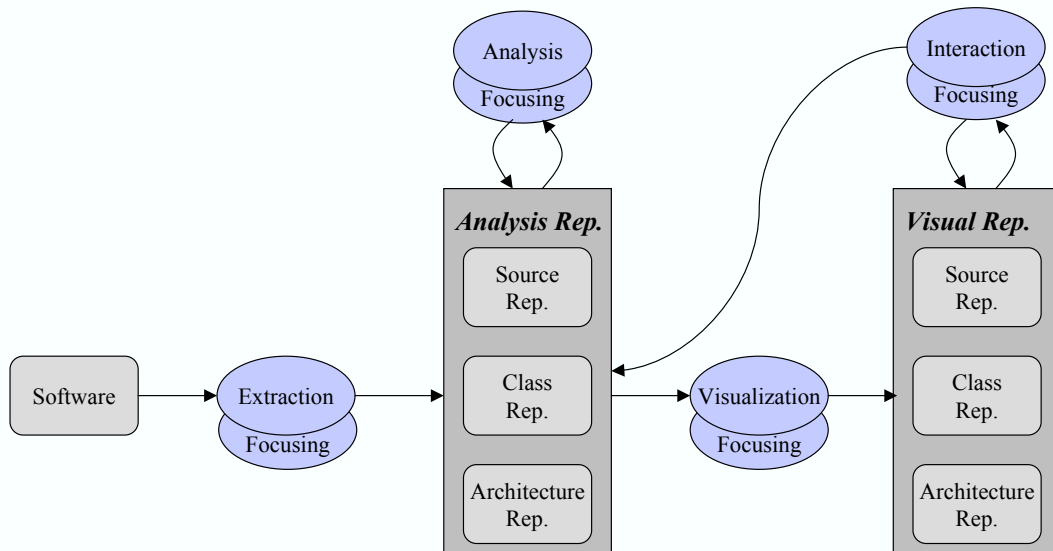 Analysis
Focusing
Interaction
Focusing
Analysis Rep.
Source
Rep.
Class
Rep.
Architecture
Rep.
Visual Rep.
Source
Rep.
Class
Rep.
Architecture
Rep.
Software
Extraction
Focusing
Visualization
Focusing